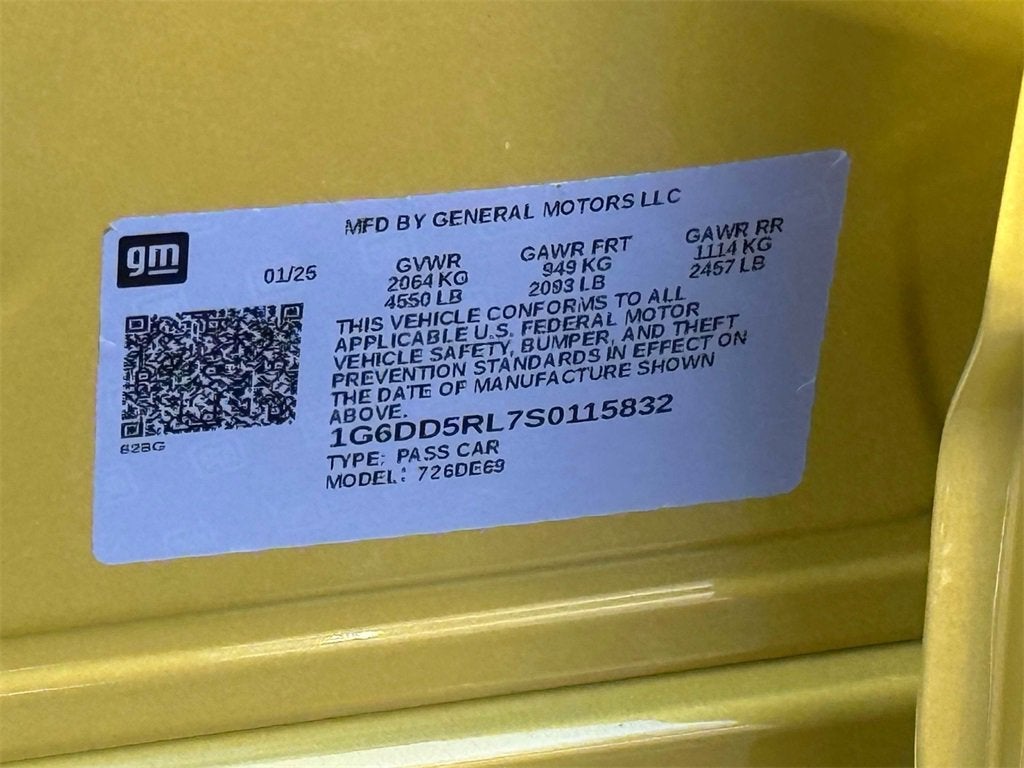 MFD BY GENERAL MOTORS LLC
gm
01/25
GVWR GAWR FRT GAWR RR
2064 KG 949 KG 1114 KG
4550 LB 2093 LB 2457 LB
THIS VEHICLE CONFORMS TO ALL
APPLICABLE U.S. FEDERAL MOTOR
VEHICLE SAFETY, BUMPER, AND THEFT
PREVENTION STANDARDS IN EFFECT ON
THE DATE OF MANUFACTURE SHOWN
ABOVE.
1G6DD5RL7S0115832
TYPE: PASS CAR
MODEL: 726DE69